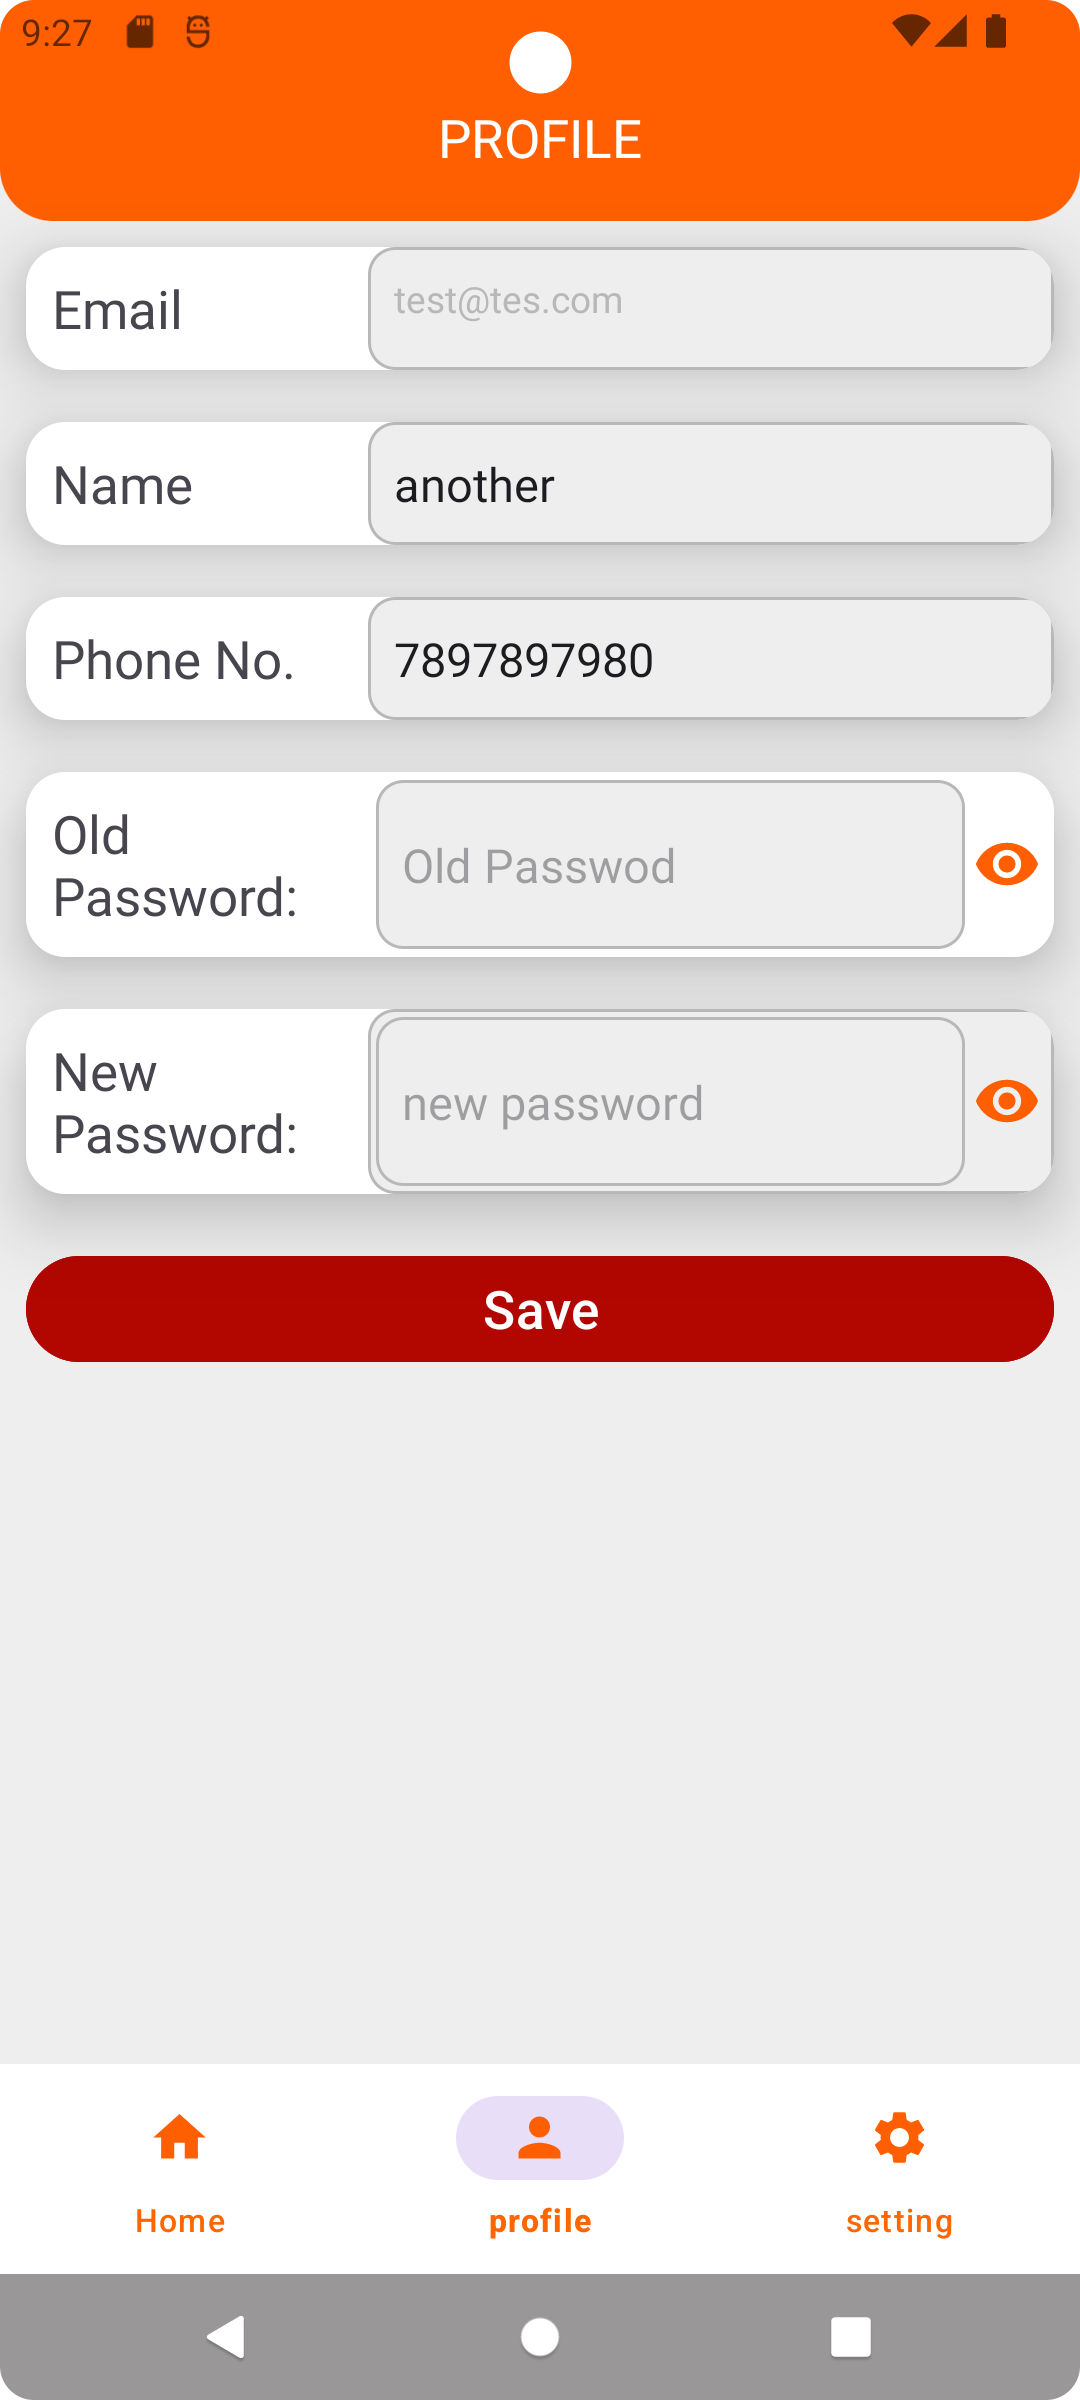 9:27
PROFILE
Email
test@tes.com
Name
another
Phone No.
7897897980
Old
Password:
Old Passwod
New
Password:
new password
Save
Home
profile
setting